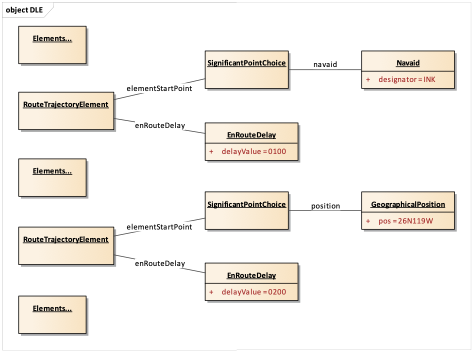 object DLE
Elements...
SignificantPointChoice
navaid
Navaid
+ designator = INK
elementStartPoint
RouteTrajectoryElement
enRouteDelay
EnRouteDelay
+ delayValue = 0100
Elements...
SignificantPointChoice
position
GeographicalPosition
+ pos = 26N119W
elementStartPoint
RouteTrajectoryElement
enRouteDelay
EnRouteDelay
+ delayValue = 0200
Elements...